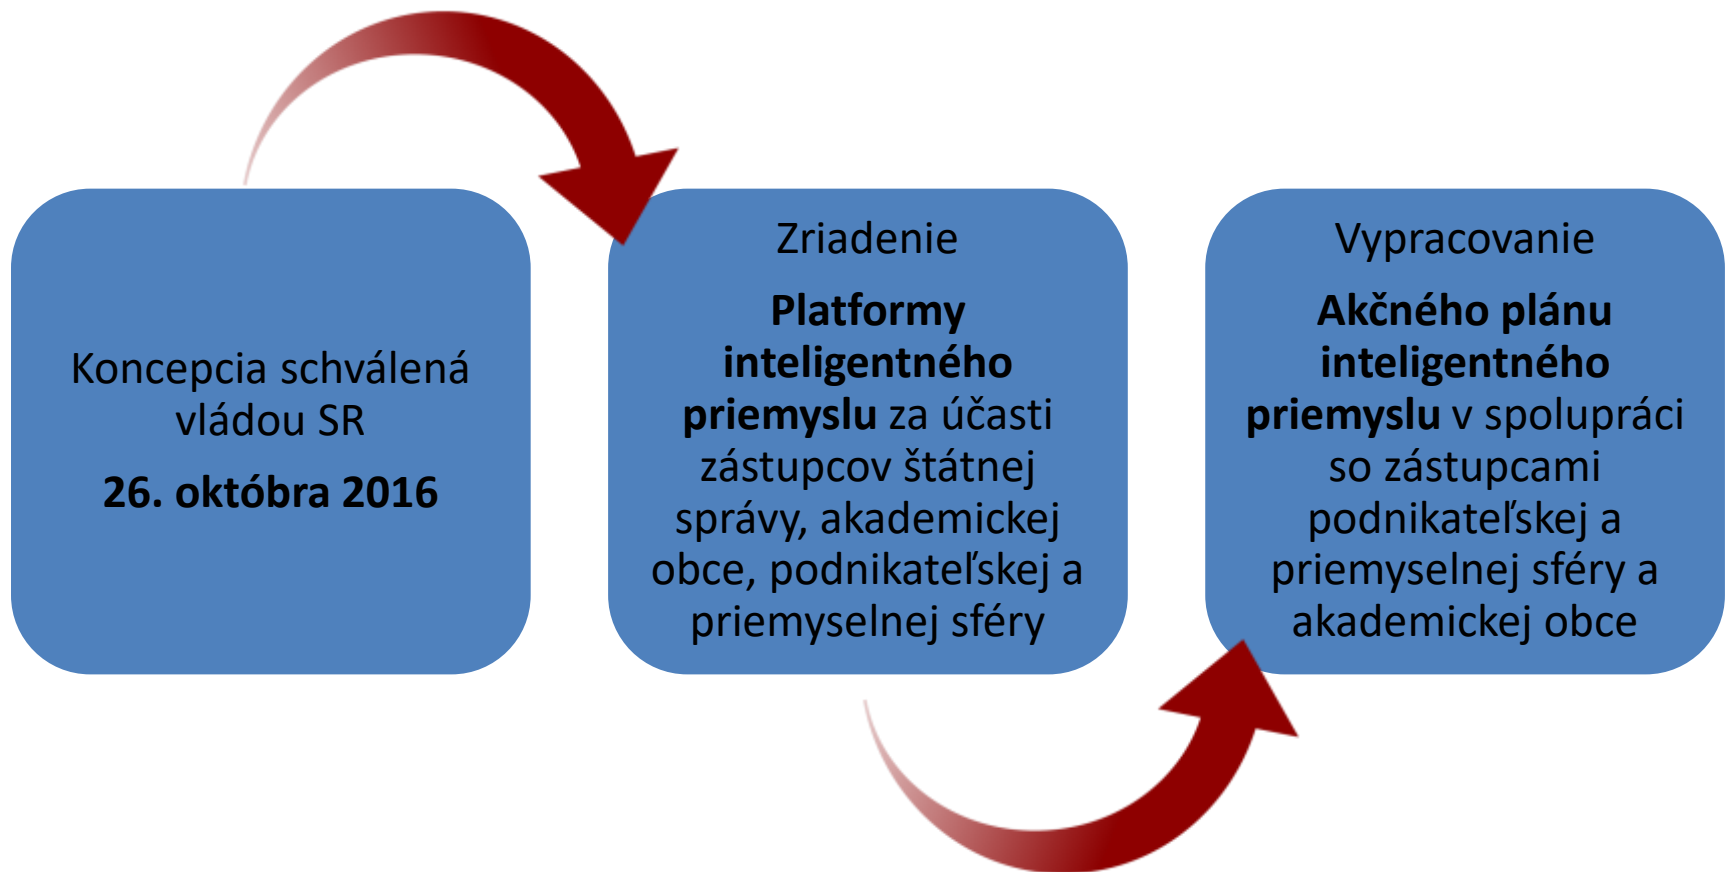 Koncepcia schválená
vládou SR
26. októbra 2016
Zriadenie
Platformy
inteligentného
priemyslu za účasti
zástupcov štátnej
správy, akademickej
obce, podnikateľskej a
priemyselnej sféry
Vypracovanie
Akčného plánu
inteligentného
priemyslu v spolupráci
so zástupcami
podnikateľskej a
priemyselnej sféry a
akademickej obce